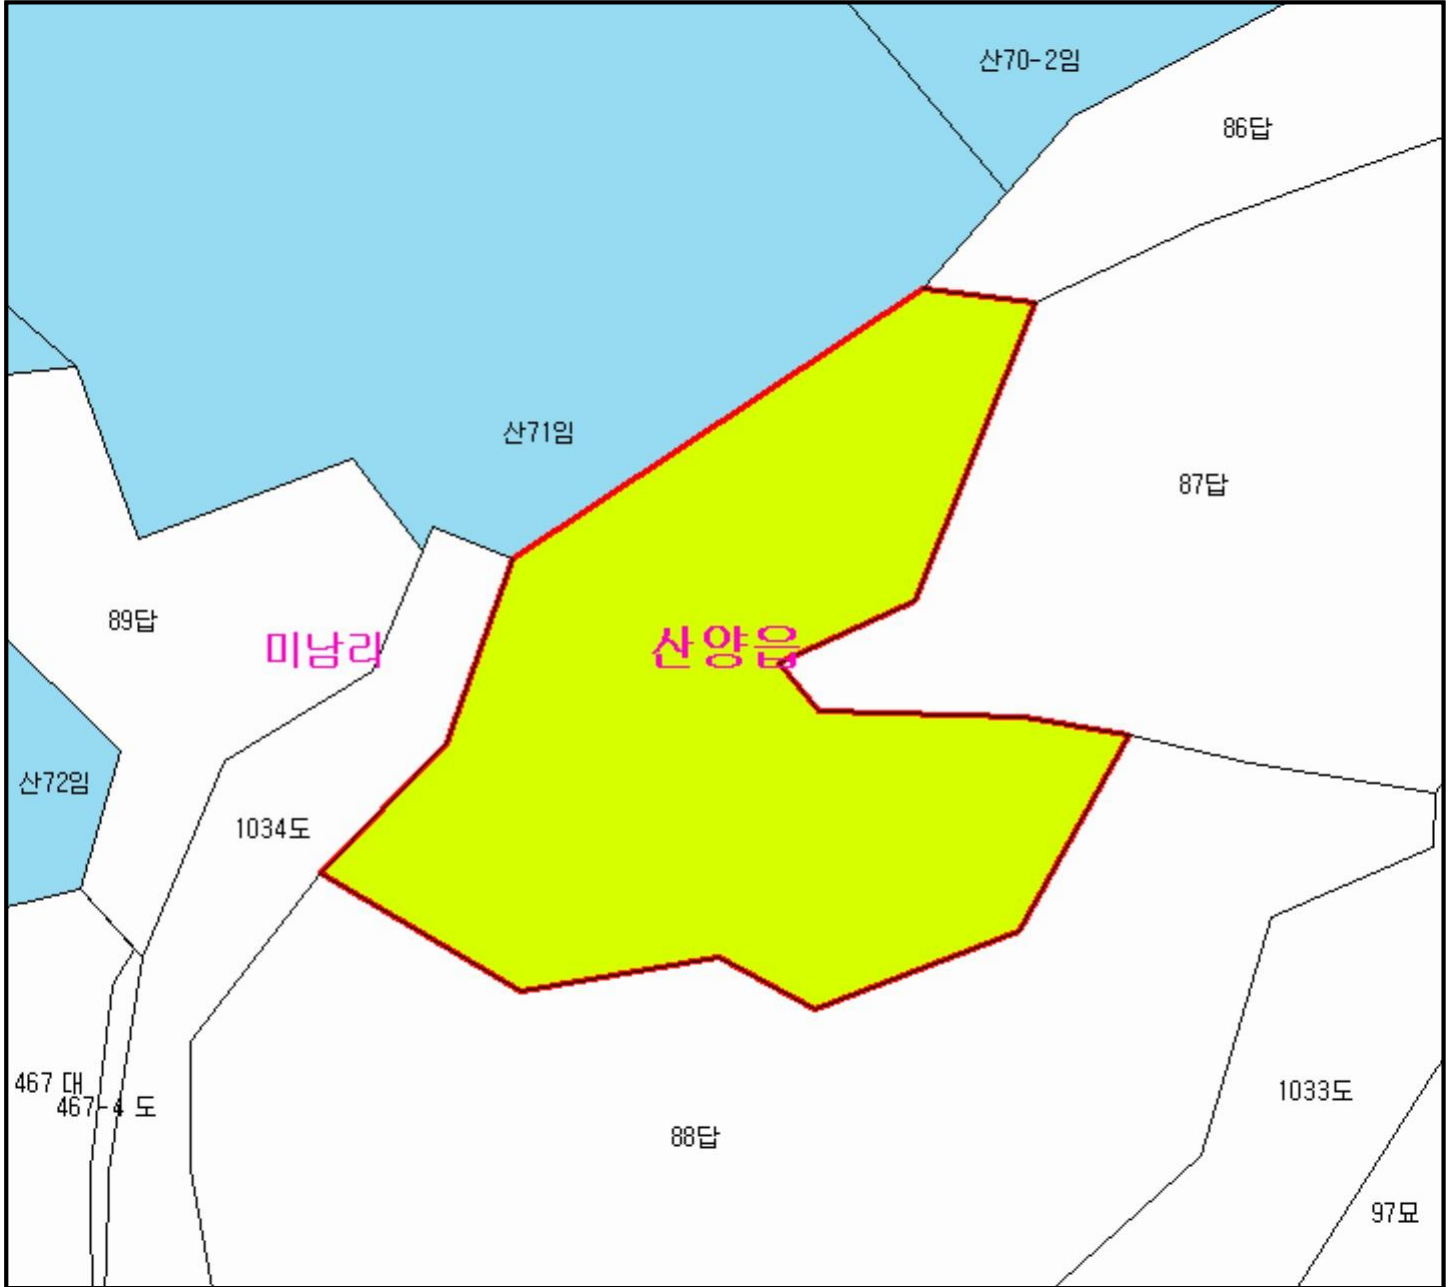 산70-2임
86답
산71임
87답
89답
미남리
산양읍
산72임
1034도
467 대
467-4 도
1033도
88답
97묘